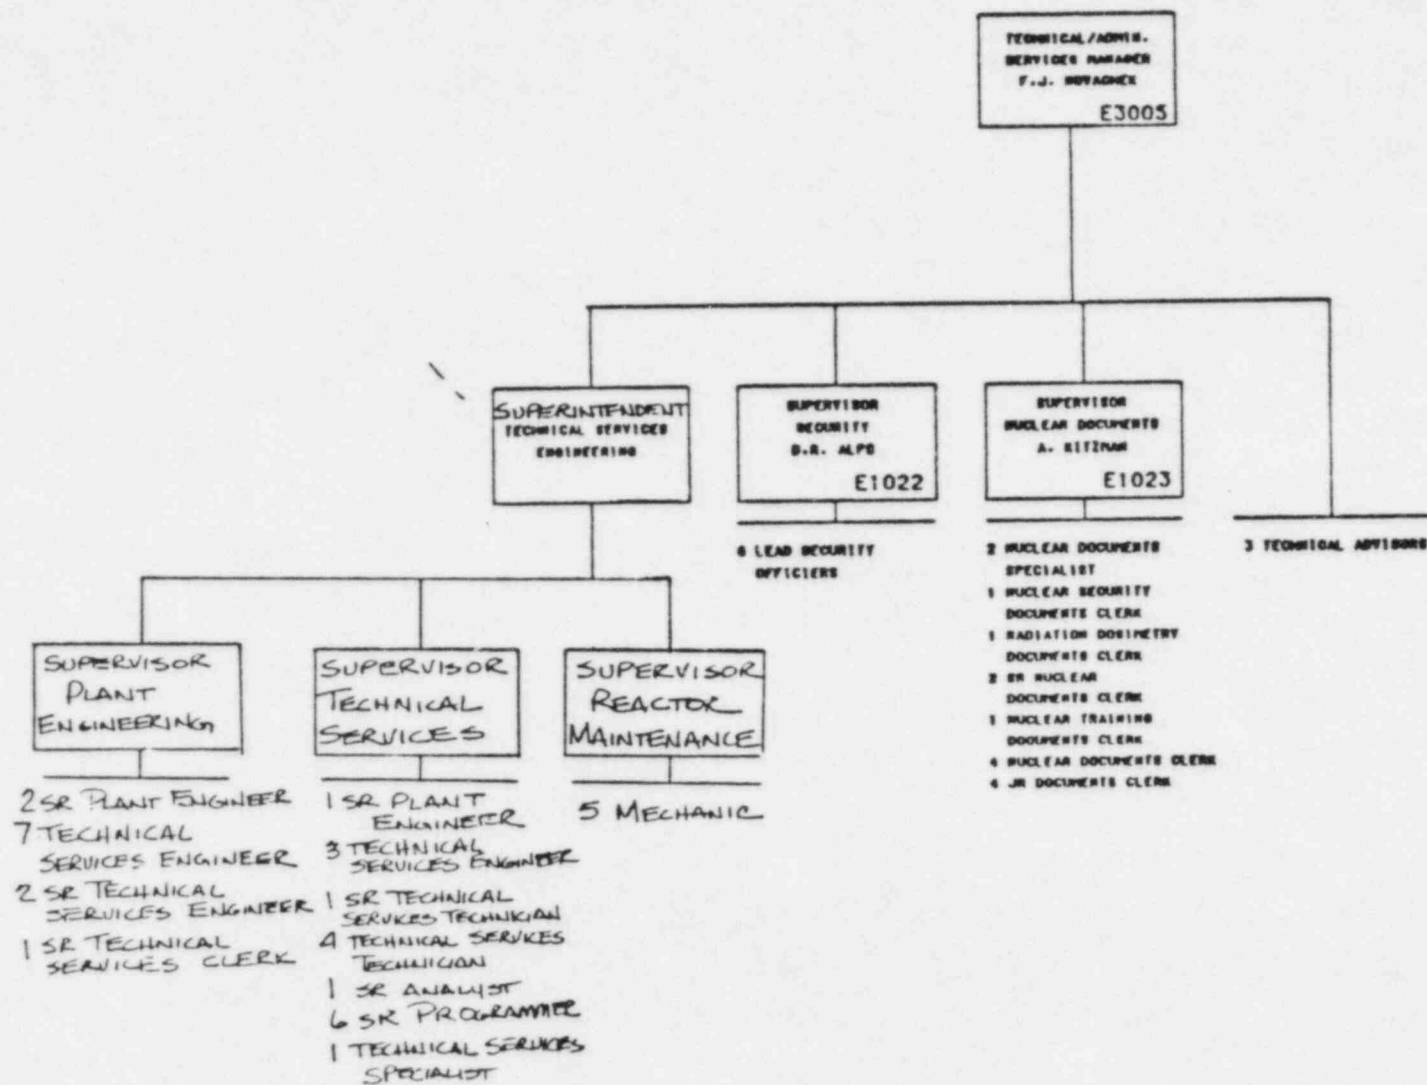 TECHNICAL/ADMIN.
SERVICES MANAGER
F.J. NOVACHEK
E3005
SUPERINTENDENT
TECHNICAL SERVICES
ENGINEERING
SUPERVISOR
SECURITY
D.R. ALPS
E1022
6 LEAD SECURITY
OFFICIERS
SUPERVISOR
NUCLEAR DOCUMENTS
A. KITZMAN
E1023
2 NUCLEAR DOCUMENTS
SPECIALIST
1 NUCLEAR SECURITY
DOCUMENTS CLERK
1 RADIATION DOSIMETRY
DOCUMENTS CLERK
2 SR NUCLEAR
DOCUMENTS CLERK
1 NUCLEAR TRAINING
DOCUMENTS CLERK
4 NUCLEAR DOCUMENTS CLERK
4 JR DOCUMENTS CLERK
3 TECHNICAL ADVISORS
SUPERVISOR
PLANT
ENGINEERING
2 SR PLANT ENGINEER
7 TECHNICAL
SERVICES ENGINEER
2 SR TECHNICAL
SERVICES ENGINEER
1 SR TECHNICAL
SERVICES CLERK
SUPERVISOR
TECHNICAL
SERVICES
1 SR PLANT
ENGINEER
3 TECHNICAL
SERVICES ENGINEER
1 SR TECHNICAL
SERVICES TECHNICIAN
4 TECHNICAL SERVICES
TECHNICIAN
1 SR ANALYST
6 SR PROGRAMMER
1 TECHNICAL SERVICES
SPECIALIST
SUPERVISOR
REACTOR
MAINTENANCE
5 MECHANIC